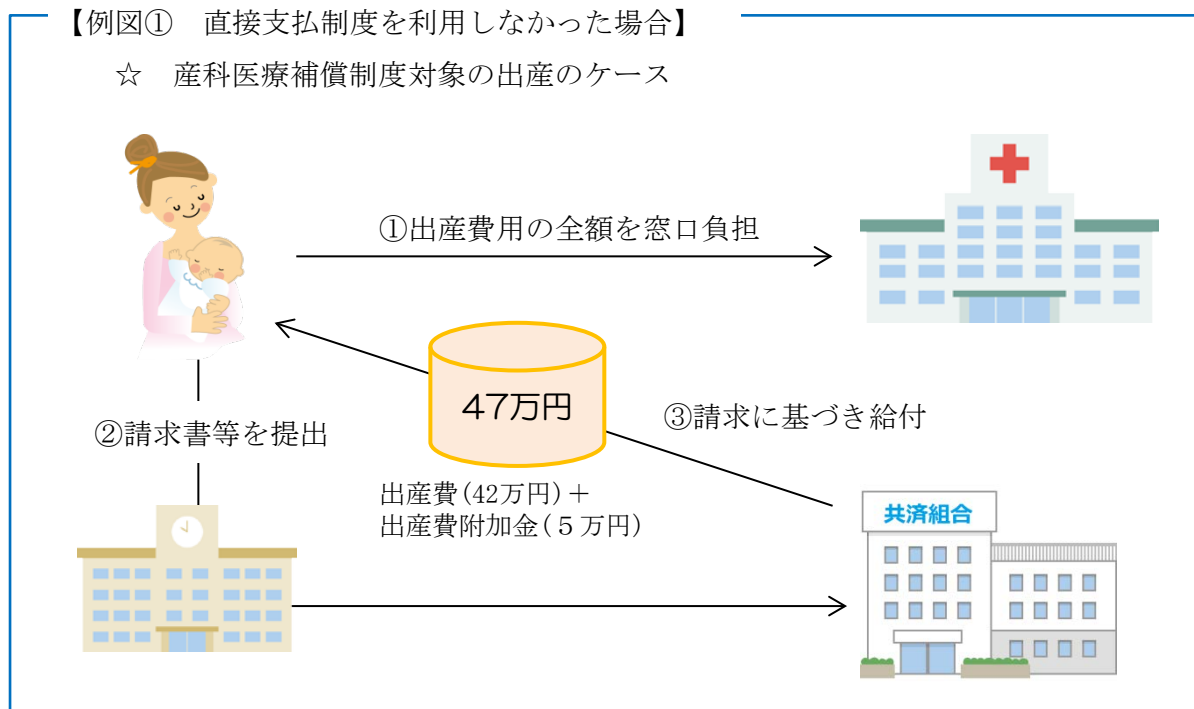 【例図① 直接支払制度を利用しなかった場合】
☆ 産科医療補償制度対象の出産のケース
①出産費用の全額を窓口負担
47万円
③請求に基づき給付
②請求書等を提出
出産費(42万円)+
出産費附加金(5万円)
共済組合